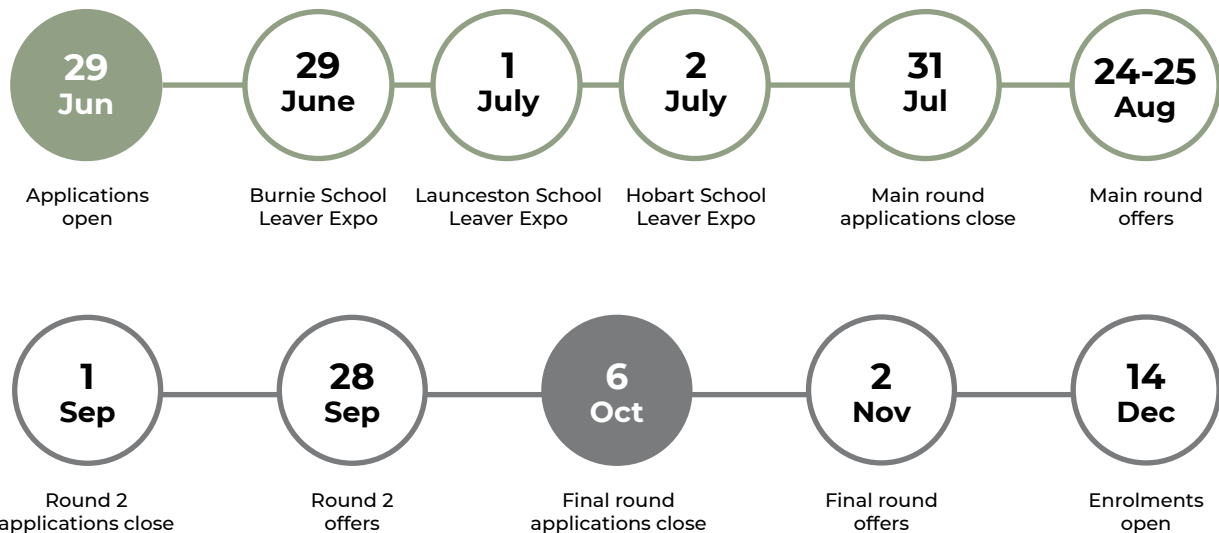 29
Jun
Applications
open
29
June
Burnie School
Leaver Expo
1
July
Launceston School
Leaver Expo
2
July
Hobart School
Leaver Expo
31
Jul
Main round
applications close
24-25
Aug
Main round
offers
1
Sep
Round 2
applications close
28
Sep
Round 2
offers
6
Oct
Final round
applications close
2
Nov
Final round
offers
14
Dec
Enrolments
open